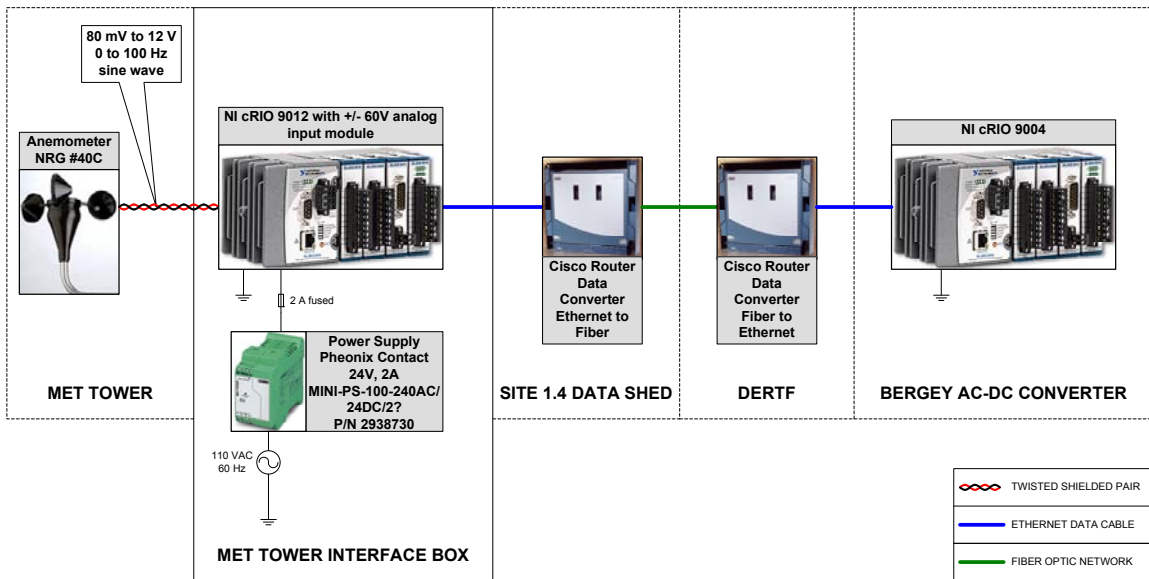 80 mV to 12 V
0 to 100 Hz
sine wave
Anemometer
NRG #40C
NI cRIO 9012 with +/- 60V analog
input module
NI cRIO 9004
2 A fused
Cisco Router
Data
Converter
Ethernet to
Fiber
Cisco Router
Data
Converter
Fiber to
Ethernet
Power Supply
Pheonix Contact
24V, 2A
MINI-PS-100-240AC/
24DC/2?
P/N 2938730
110 VAC
60 Hz
MET TOWER
SITE 1.4 DATA SHED
DERTF
BERGEY AC-DC CONVERTER
MET TOWER INTERFACE BOX
TWISTED SHIELDED PAIR
ETHERNET DATA CABLE
FIBER OPTIC NETWORK